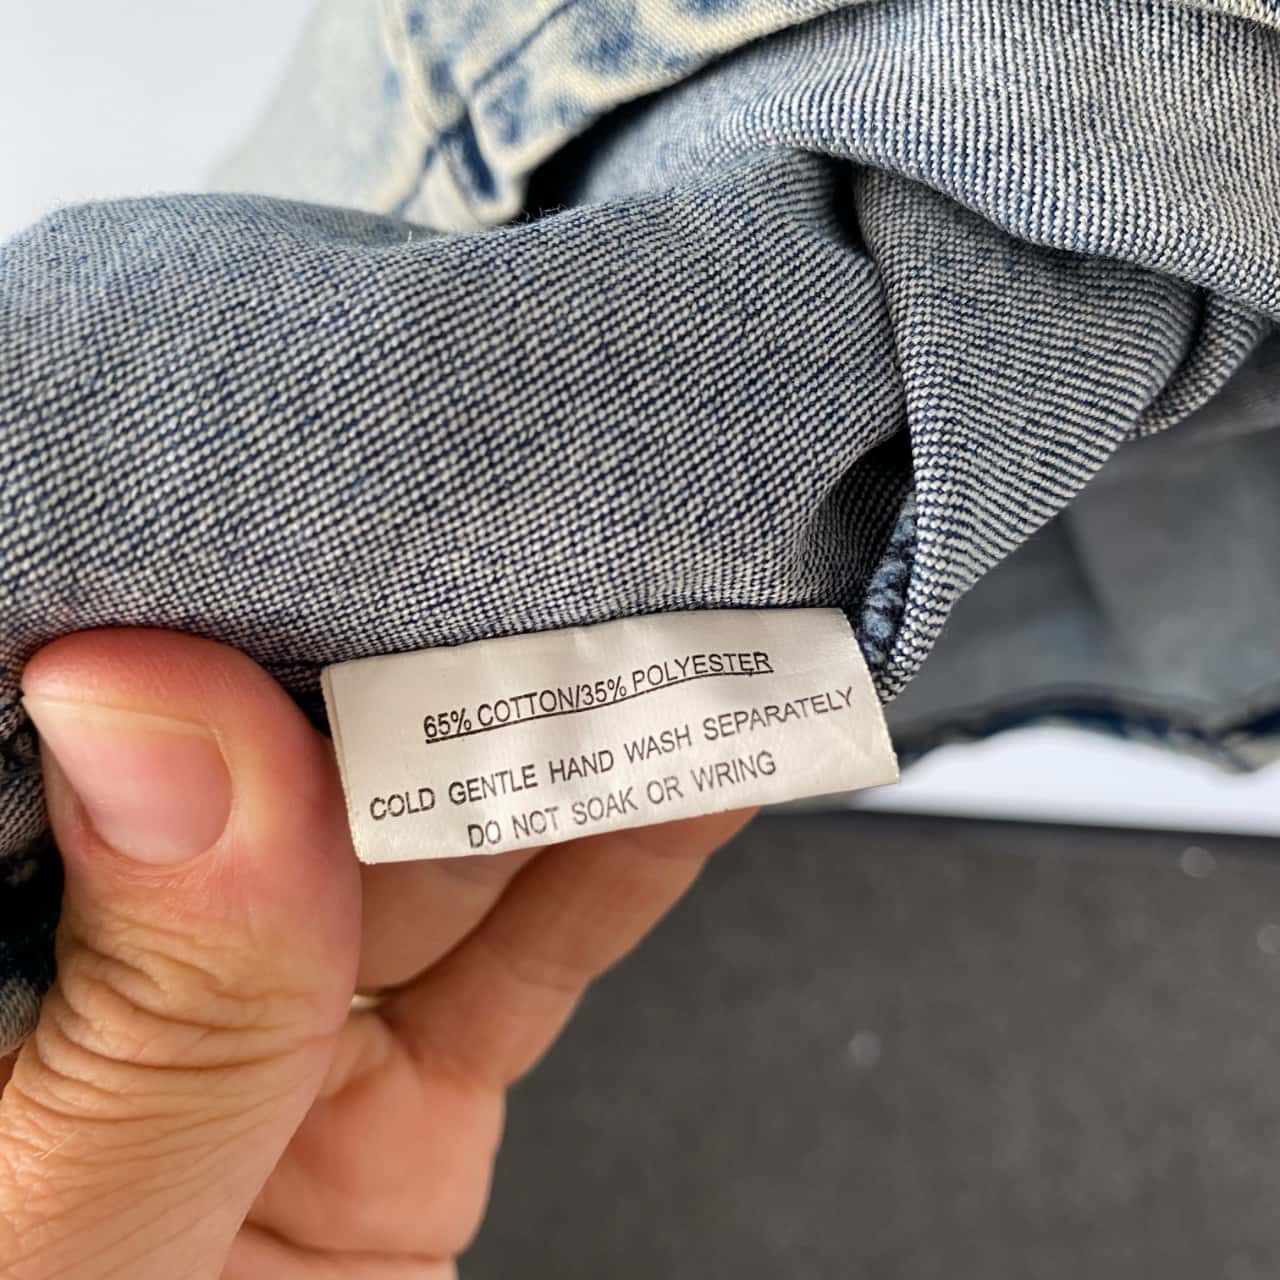 65% COTTON/35% POLYESTER
COLD GENTLE HAND WASH SEPARATELY
DO NOT SOAK OR WRING